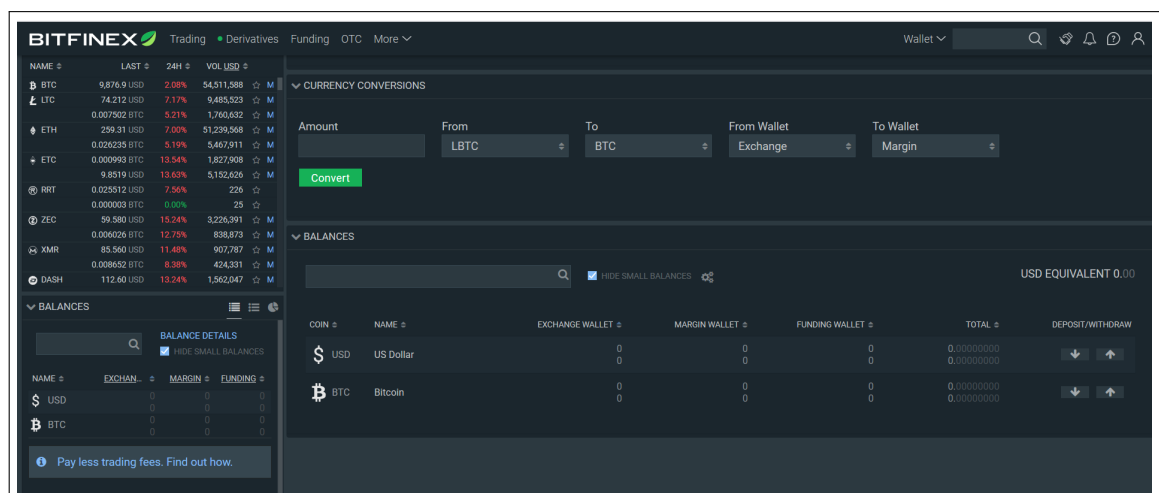 BITFINEX Trading Derivatives Funding OTC More Wallet
NAME LAST 24H VOL USD
BTC 9,876.9 USD 2.08% 54,511,588 M
LTC 74.212 USD 7.17% 9,485,523 M
0.007502 BTC 5.21% 1,760,632 M
ETH 259.31 USD 7.00% 51,239,568 M
0.026235 BTC 5.19% 5,467,911 M
ETC 0.000993 BTC 13.54% 1,827,908 M
9.8519 USD 13.63% 5,152,626 M
RRT 0.025512 USD 7.56% 226
0.000003 BTC 0.00% 25
ZEC 59.580 USD 15.24% 3,226,391 M
0.006026 BTC 12.75% 838,873 M
XMR 85.560 USD 11.48% 907,787 M
0.008652 BTC 8.38% 424,331 M
DASH 112.60 USD 13.24% 1,562,047 M
BALANCES
BALANCE DETAILS
HIDE SMALL BALANCES
NAME EXCHAN... MARGIN FUNDING
$ USD 0 0 0
0 0 0
BTC 0 0 0
0 0 0
Pay less trading fees. Find out how.
CURRENCY CONVERSIONS
Amount From To From Wallet To Wallet
LBTC BTC Exchange Margin
Convert
BALANCES
HIDE SMALL BALANCES USD EQUIVALENT 0.00
COIN NAME EXCHANGE WALLET MARGIN WALLET FUNDING WALLET TOTAL DEPOSIT/WITHDRAW
$ USD US Dollar 0 0 0 0.00000000
0 0 0 0.00000000
BTC Bitcoin 0 0 0 0.00000000
0 0 0 0.00000000